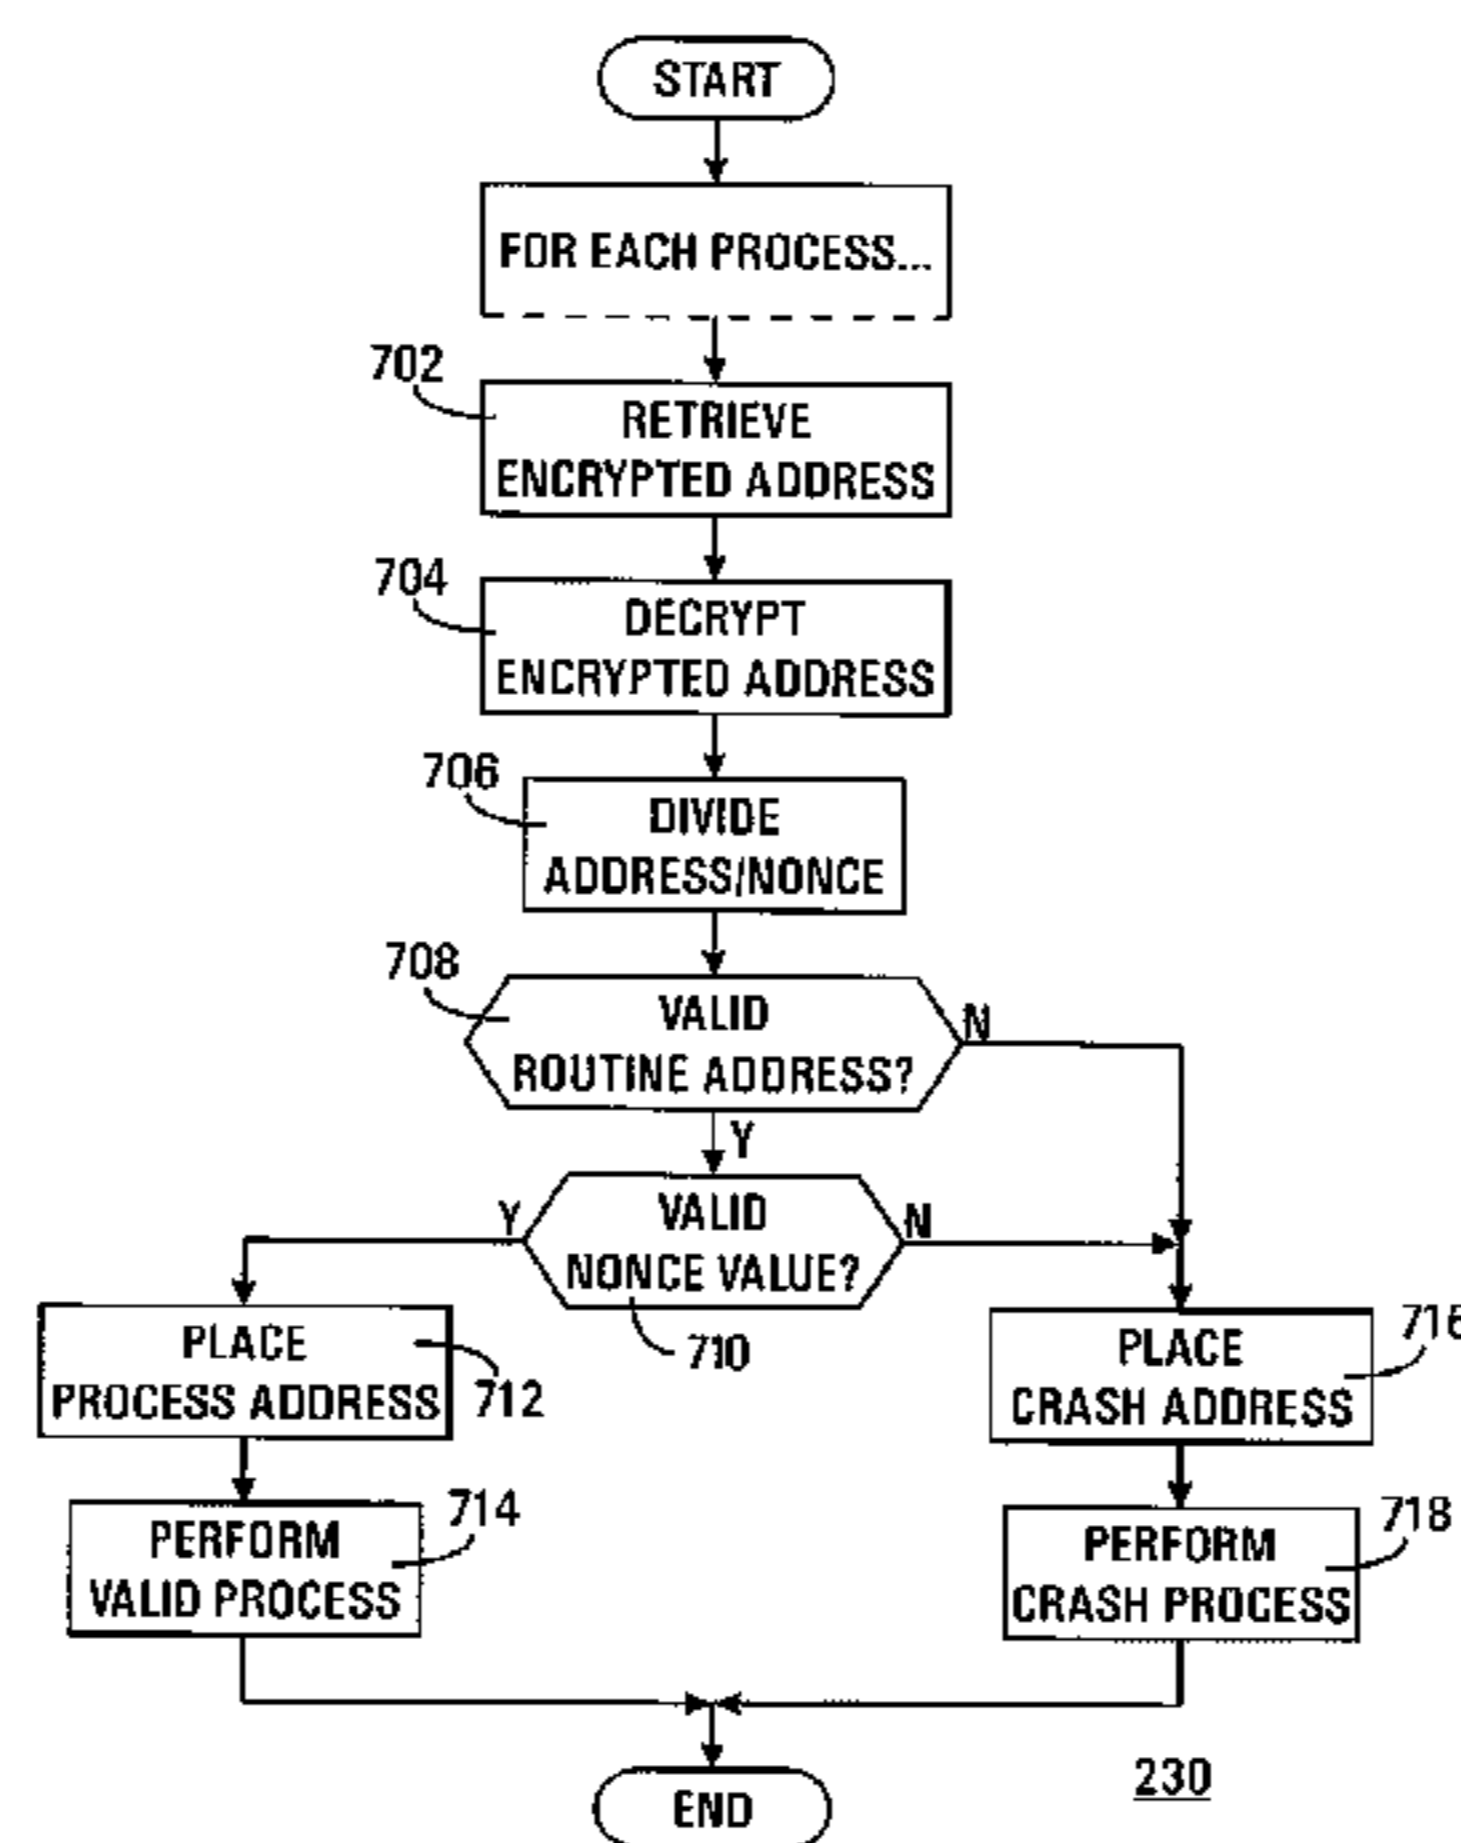 START
FOR EACH PROCESS...
702
RETRIEVE
ENCRYPTED ADDRESS
704
DECRYPT
ENCRYPTED ADDRESS
706
DIVIDE
ADDRESS/NONCE
708
VALID
ROUTINE ADDRESS?
N
Y
VALID
NONCE VALUE?
Y
N
710
PLACE
PROCESS ADDRESS
712
PLACE
CRASH ADDRESS
716
PERFORM
VALID PROCESS
714
PERFORM
CRASH PROCESS
718
END
230